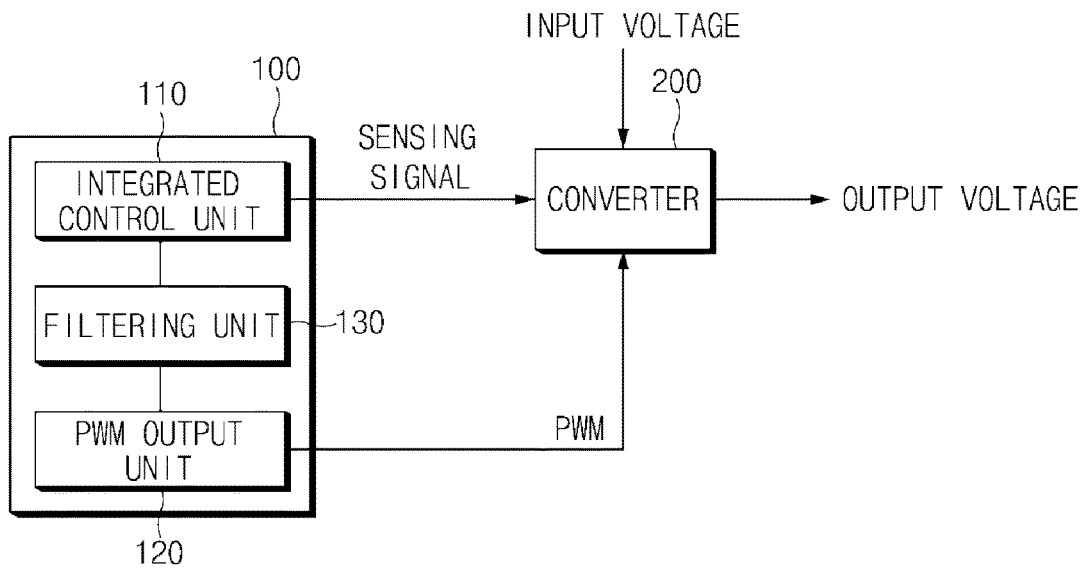 INPUT VOLTAGE
100
110
200
SENSING
SIGNAL
INTEGRATED
CONTROL UNIT
CONVERTER
OUTPUT VOLTAGE
FILTERING UNIT
130
PWM OUTPUT
UNIT
PWM
120